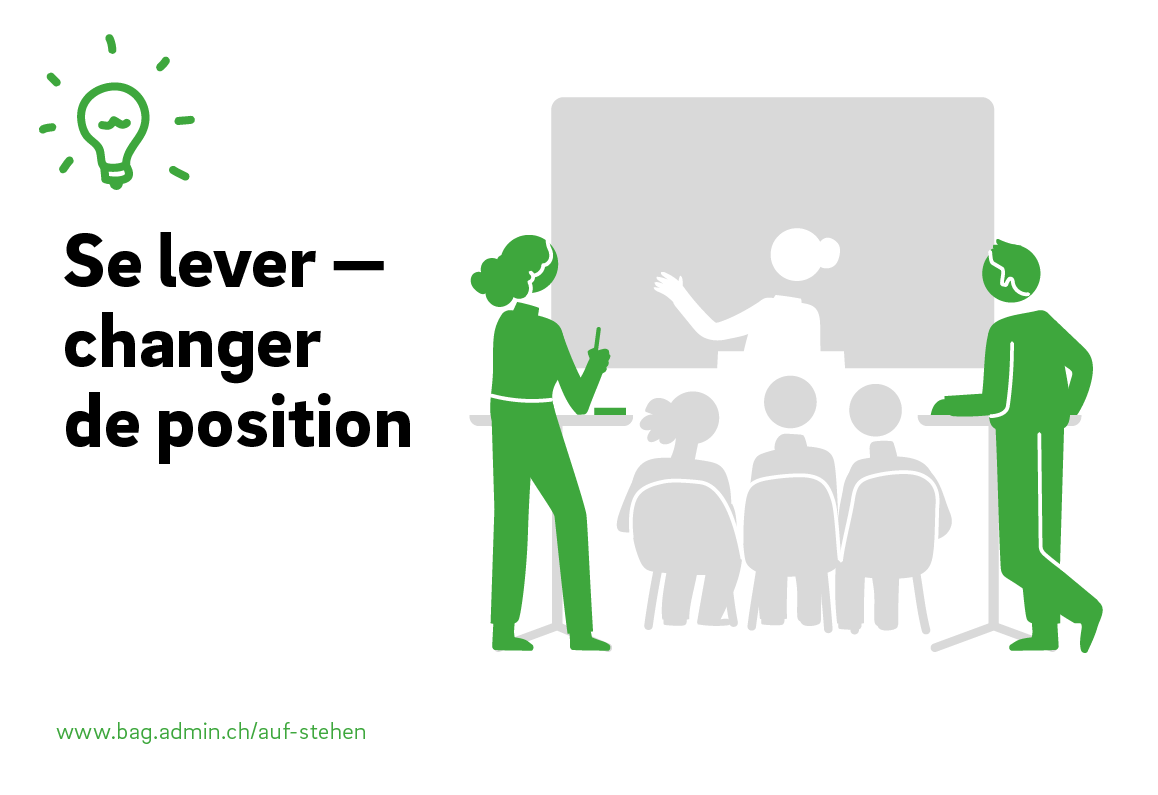 Se lever –
changer
de position
www.bag.admin.ch/auf-stehen